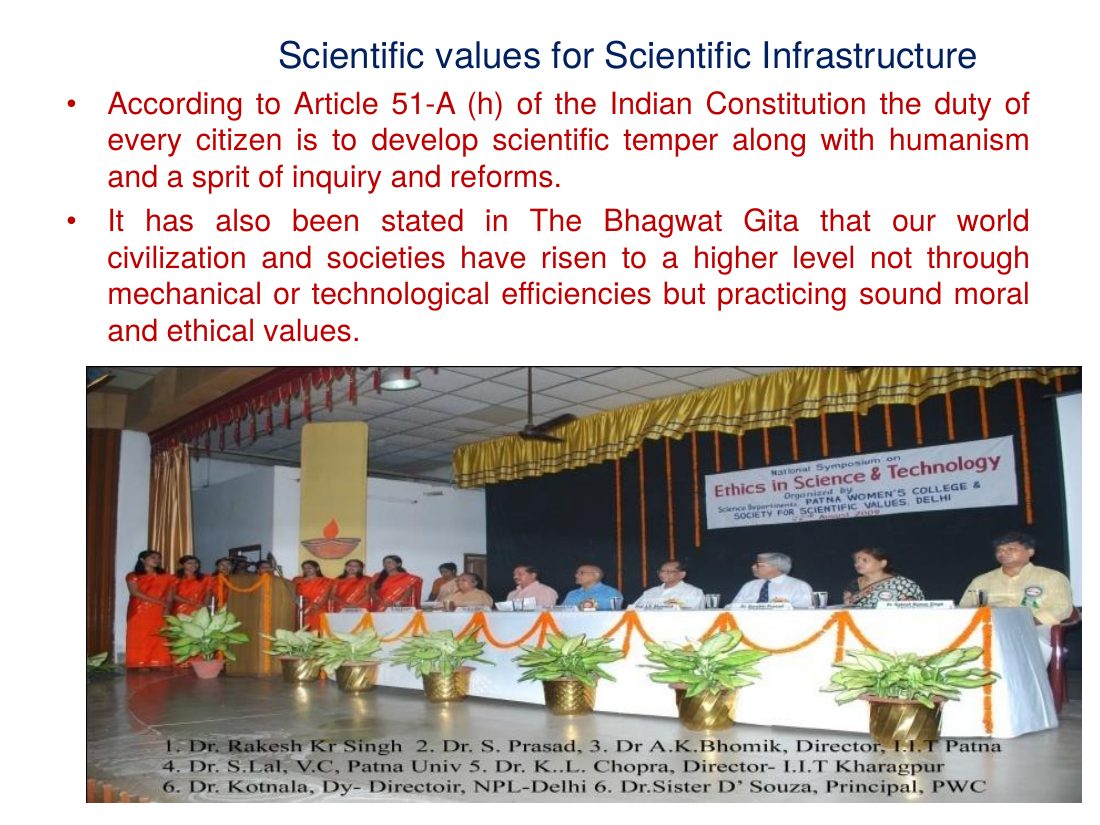 Scientific values for Scientific Infrastructure
• According to Article 51-A (h) of the Indian Constitution the duty of
every citizen is to develop scientific temper along with humanism
and a sprit of inquiry and reforms.
• It has also been stated in The Bhagwat Gita that our world
civilization and societies have risen to a higher level not through
mechanical or technological efficiencies but practicing sound moral
and ethical values.
National Symposium on
Ethics in Science & Technology
Organized by
Science Departments, PATNA WOMEN'S COLLEGE &
SOCIETY FOR SCIENTIFIC VALUES, DELHI
August 2009
1. Dr. Rakesh Kr Singh 2. Dr. S. Prasad, 3. Dr A.K.Bhomik, Director, I.I.T Patna
4. Dr. S.Lal, V.C, Patna Univ 5. Dr. K..L. Chopra, Director- I.I.T Kharagpur
6. Dr. Kotnala, Dy- Directoir, NPL-Delhi 6. Dr.Sister D' Souza, Principal, PWC